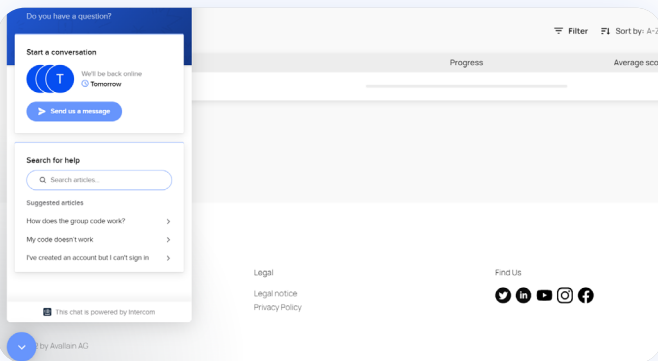 Do you have a question?
Filter
Sort by: A-Z
Start a conversation
T
We'll be back online
Tomorrow
Send us a message
Progress
Average sco
Search for help
Search articles...
Suggested articles
How does the group code work?
My code doesn't work
I've created an account but I can't sign in
This chat is powered by Intercom
Legal
Legal notice
Privacy Policy
Find Us
by Avallain AG